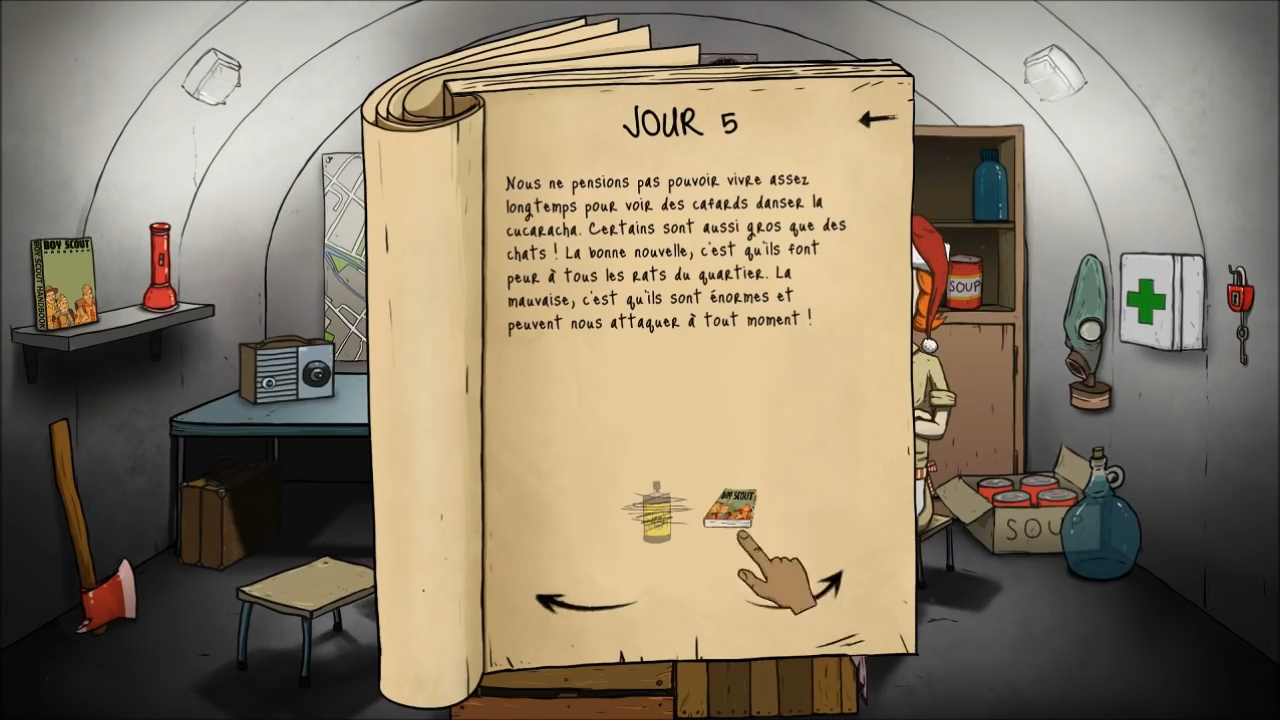 JOUR 5
Nous ne pensions pas pouvoir vivre assez
longtemps pour voir des cafards danser la
cucaracha. Certains sont aussi gros que des
chats ! La bonne nouvelle, c'est qu'ils font
peur à tous les rats du quartier. La
mauvaise, c'est qu'ils sont énormes et
peuvent nous attaquer à tout moment !
BOY SCOUT
BOY SCOUT HANDBOOK
SOUP
SOUP
BOY SCOUT